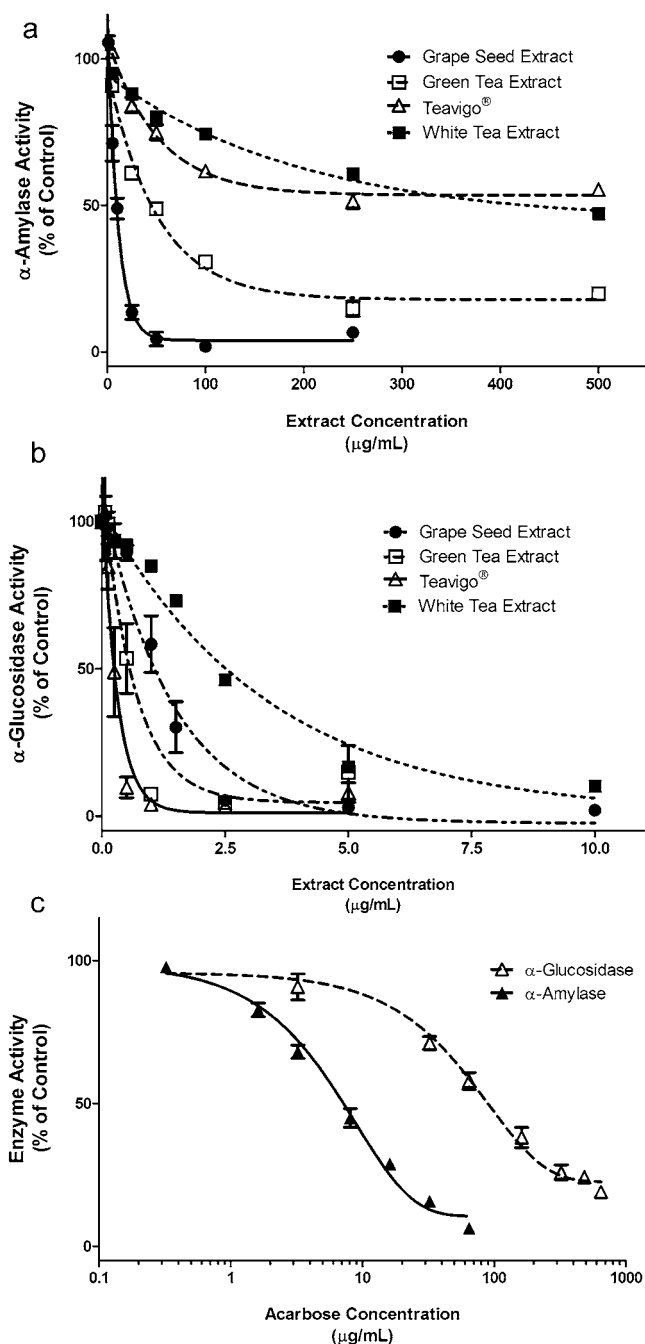 a
α-Amylase Activity
(% of Control)
100
50
0
Grape Seed Extract
Green Tea Extract
Teavigo®
White Tea Extract
0 100 200 300 400 500
Extract Concentration
(μg/mL)
b
α-Glucosidase Activity
(% of Control)
100
50
0
Grape Seed Extract
Green Tea Extract
Teavigo®
White Tea Extract
0.0 2.5 5.0 7.5 10.0
Extract Concentration
(μg/mL)
c
Enzyme Activity
(% of Control)
100
50
0
α-Glucosidase
α-Amylase
0.1 1 10 100 1000
Acarbose Concentration
(μg/mL)